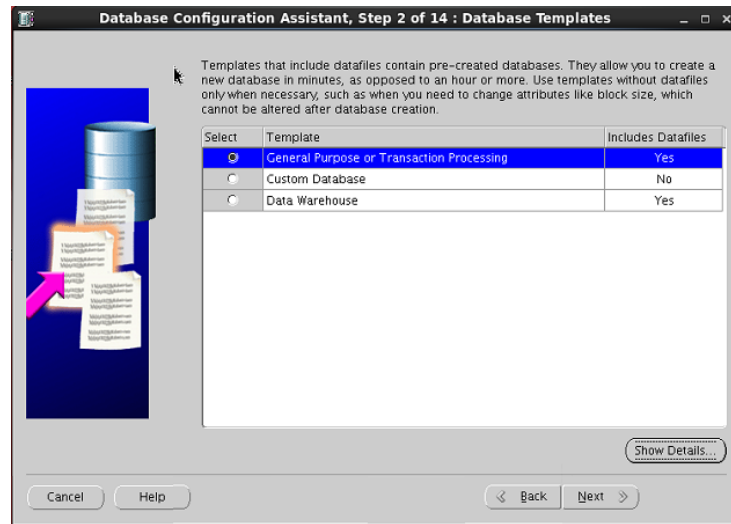 Database Configuration Assistant, Step 2 of 14 : Database Templates
Templates that include datafiles contain pre-created databases. They allow you to create a
new database in minutes, as opposed to an hour or more. Use templates without datafiles
only when necessary, such as when you need to change attributes like block size, which
cannot be altered after database creation.
Select Template Includes Datafiles
General Purpose or Transaction Processing Yes
Custom Database No
Data Warehouse Yes
Show Details...
Cancel Help Back Next